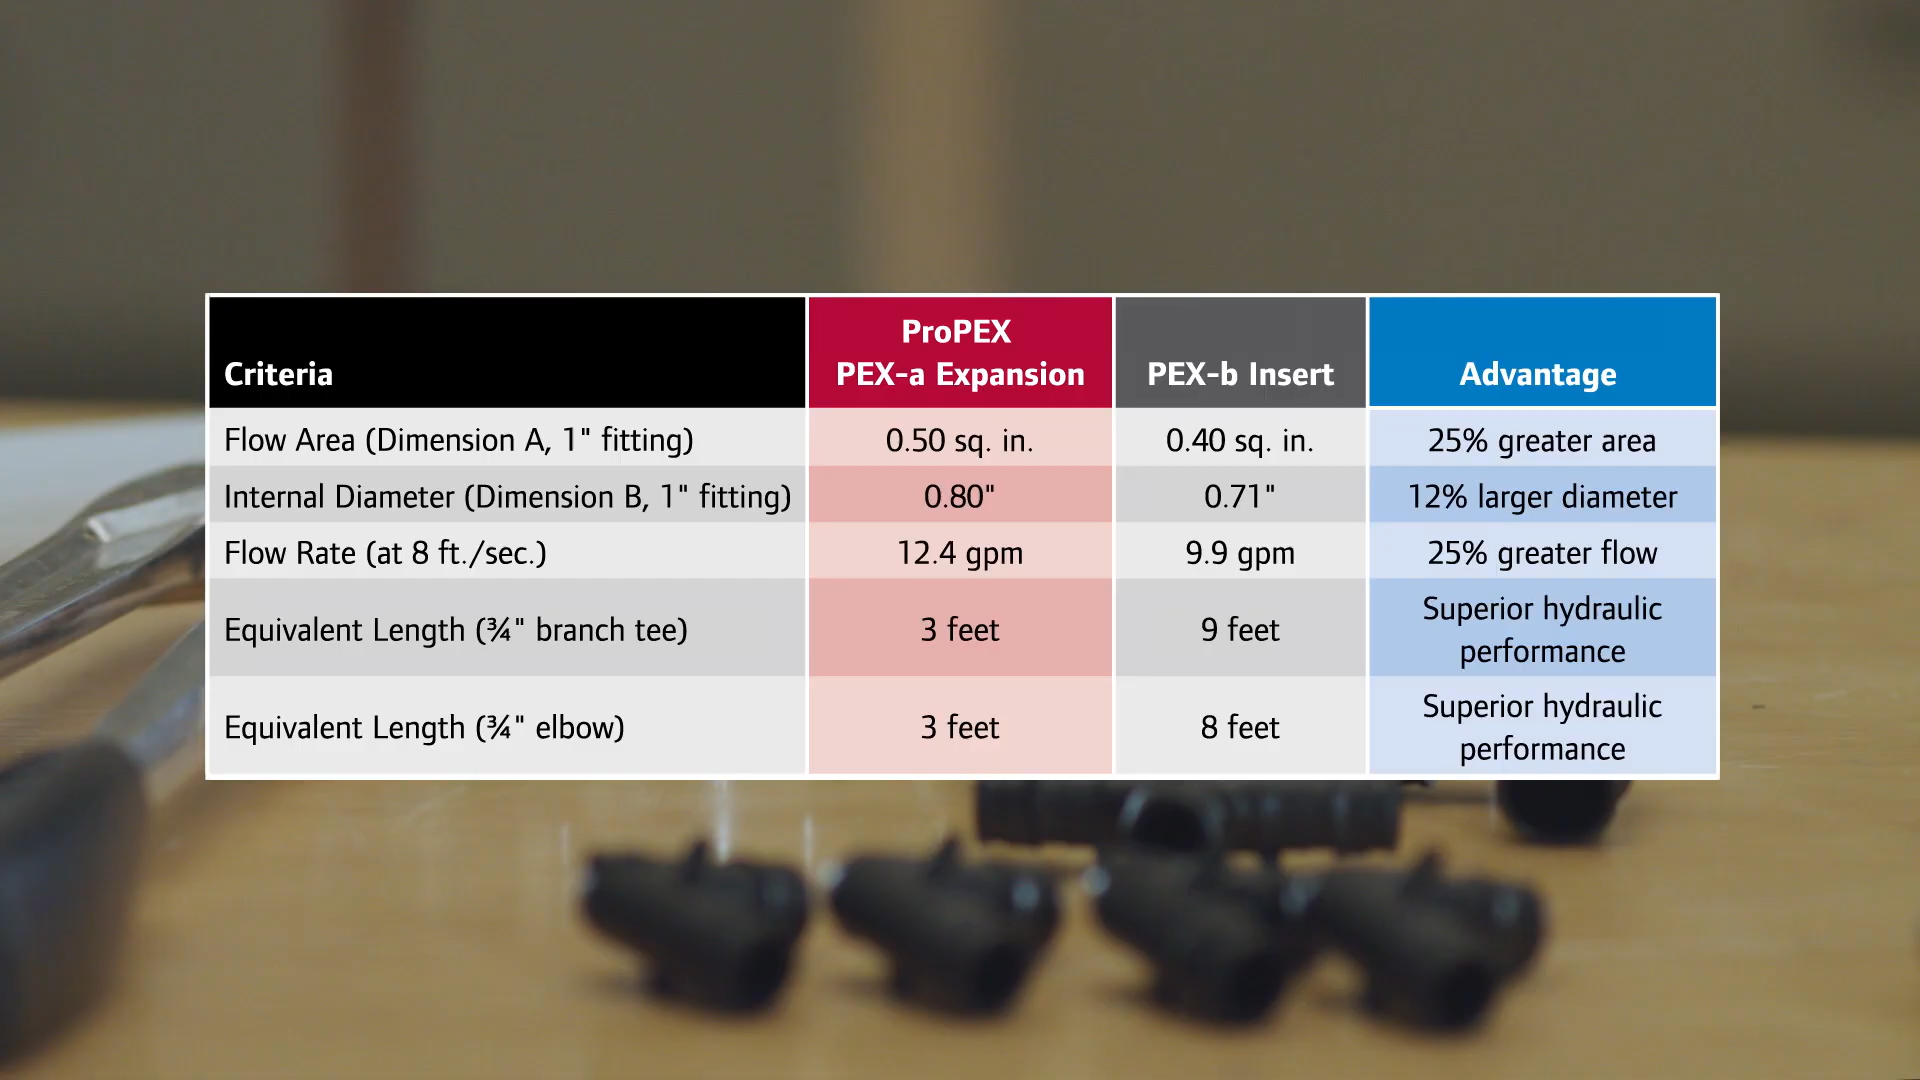 Criteria
ProPEX
PEX-a Expansion
PEX-b Insert
Advantage
Flow Area (Dimension A, 1" fitting)
0.50 sq. in.
0.40 sq. in.
25% greater area
Internal Diameter (Dimension B, 1" fitting)
0.80"
0.71"
12% larger diameter
Flow Rate (at 8 ft./sec.)
12.4 gpm
9.9 gpm
25% greater flow
Equivalent Length (¾" branch tee)
3 feet
9 feet
Superior hydraulic
performance
Equivalent Length (¾" elbow)
3 feet
8 feet
Superior hydraulic
performance